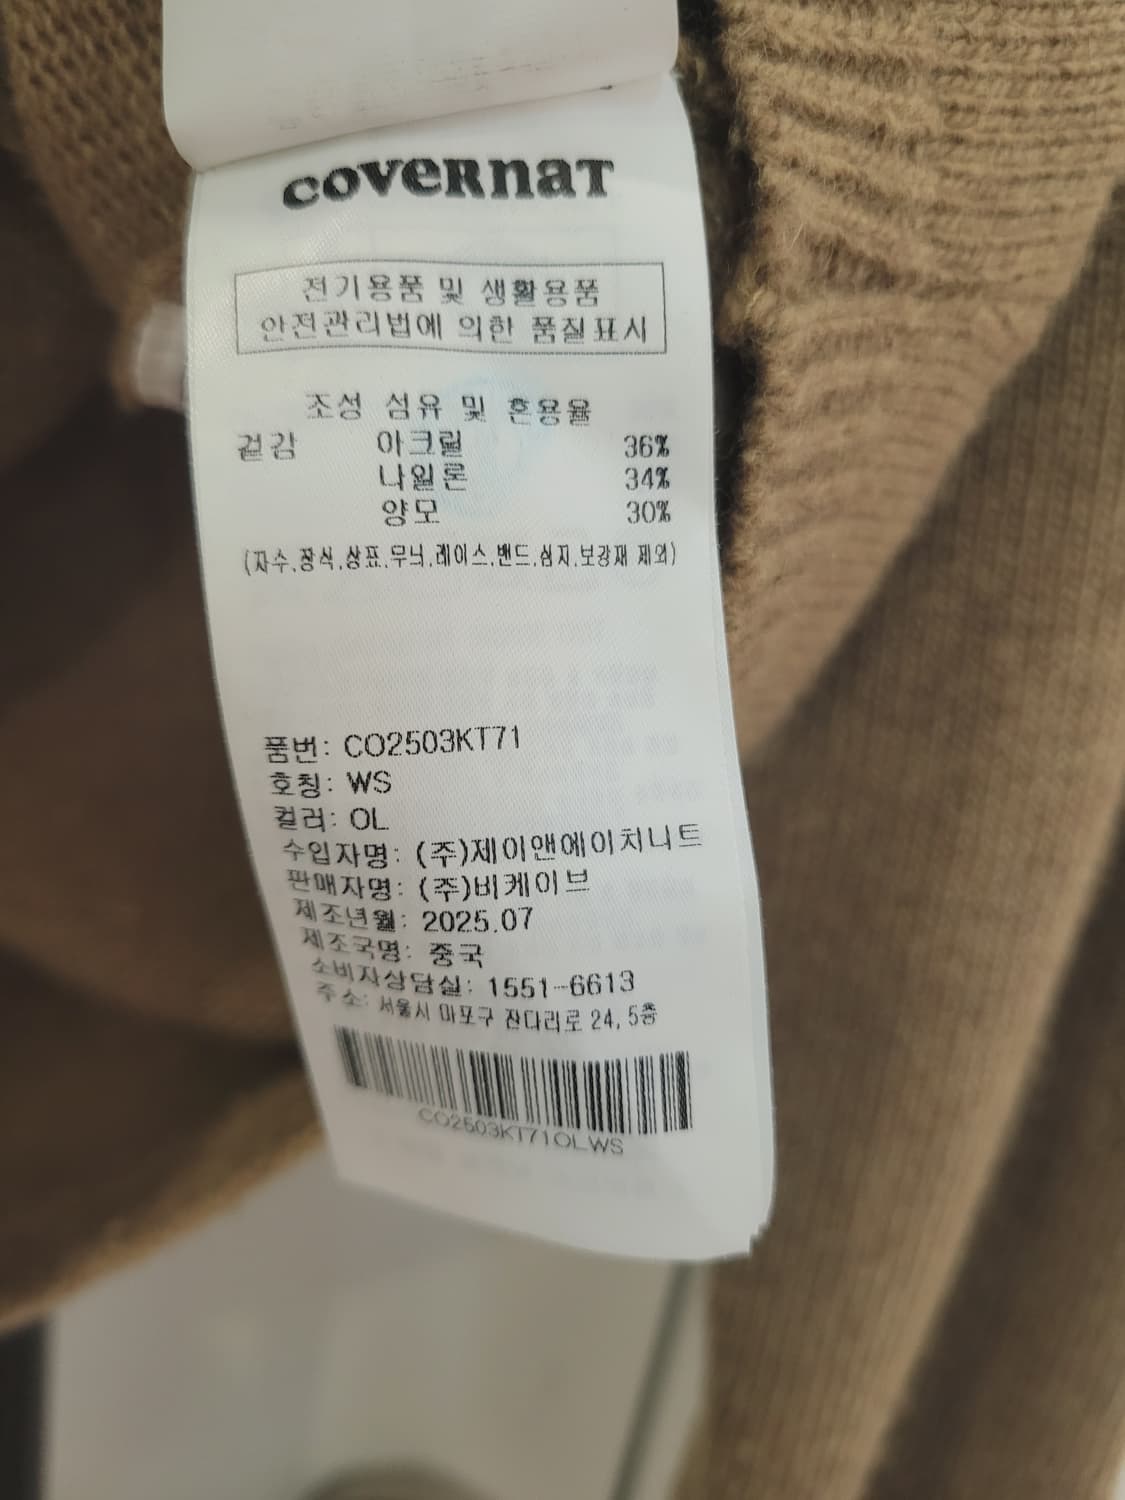 COVERNAT
전기용품 및 생활용품
안전관리법에 의한 품질표시
조성 섬유 및 혼용율
겉감 아크릴 36%
나일론 34%
양모 30%
(자수,장식,상표,무늬,레이스,밴드,심지,보강재 제외)
품번: CO2503KT71
호칭: WS
컬러: OL
수입자명: (주)제이앤에이치니트
판매자명: (주)비케이브
제조년월: 2025.07
제조국명: 중국
소비자상담실: 1551-6613
주소: 서울시 마포구 잔다리로 24, 5층
CO2503KT71OLWS